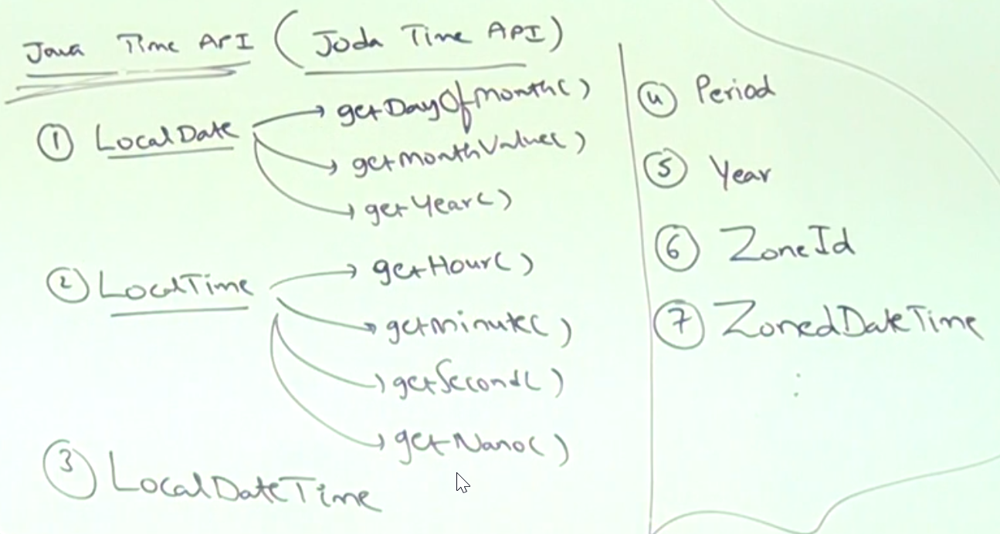 Java Time API (Joda Time API)
① LocalDate
→ getDayOfMonth()
→ getMonthValue()
→ getYear()
② LocalTime
→ getHour()
→ getMinute()
→ getSecond()
→ getNano()
③ LocalDateTime
④ Period
⑤ Year
⑥ ZoneId
⑦ ZonedDateTime
: